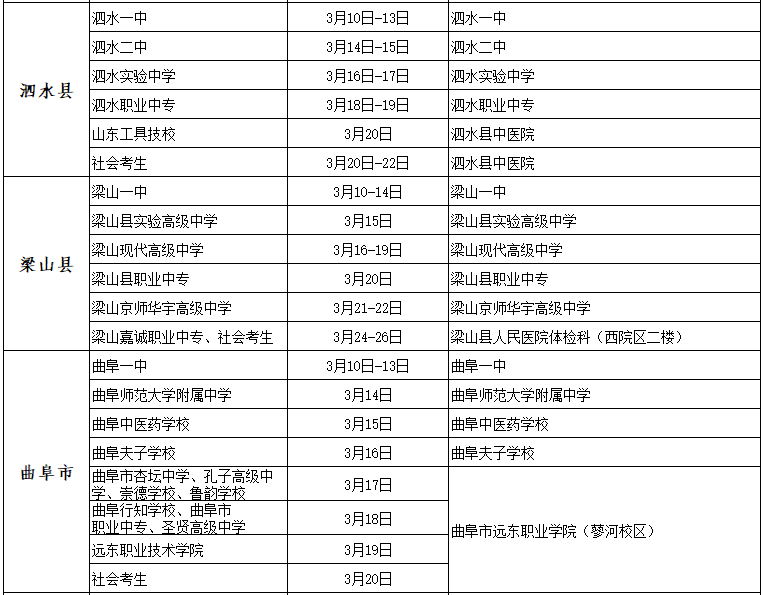 泗水县
泗水一中 3月10日-13日 泗水一中
泗水二中 3月14日-15日 泗水二中
泗水实验中学 3月16日-17日 泗水实验中学
泗水职业中专 3月18日-19日 泗水职业中专
山东工具技校 3月20日 泗水县中医院
社会考生 3月20日-22日 泗水县中医院
梁山县
梁山一中 3月10-14日 梁山一中
梁山县实验高级中学 3月15日 梁山县实验高级中学
梁山现代高级中学 3月16-19日 梁山现代高级中学
梁山县职业中专 3月20日 梁山县职业中专
梁山京师华宇高级中学 3月21-22日 梁山京师华宇高级中学
梁山嘉诚职业中专、社会考生 3月24-26日 梁山县人民医院体检科（西院区二楼）
曲阜市
曲阜一中 3月10日-13日 曲阜一中
曲阜师范大学附属中学 3月14日 曲阜师范大学附属中学
曲阜中医药学校 3月15日 曲阜中医药学校
曲阜夫子学校 3月16日 曲阜夫子学校
曲阜市杏坛中学、孔子高级中
学、崇德学校、鲁韵学校 3月17日
曲阜行知学校、曲阜市
职业中专、圣贤高级中学 3月18日
曲阜市远东职业学院（蓼河校区）
远东职业技术学院 3月19日
社会考生 3月20日